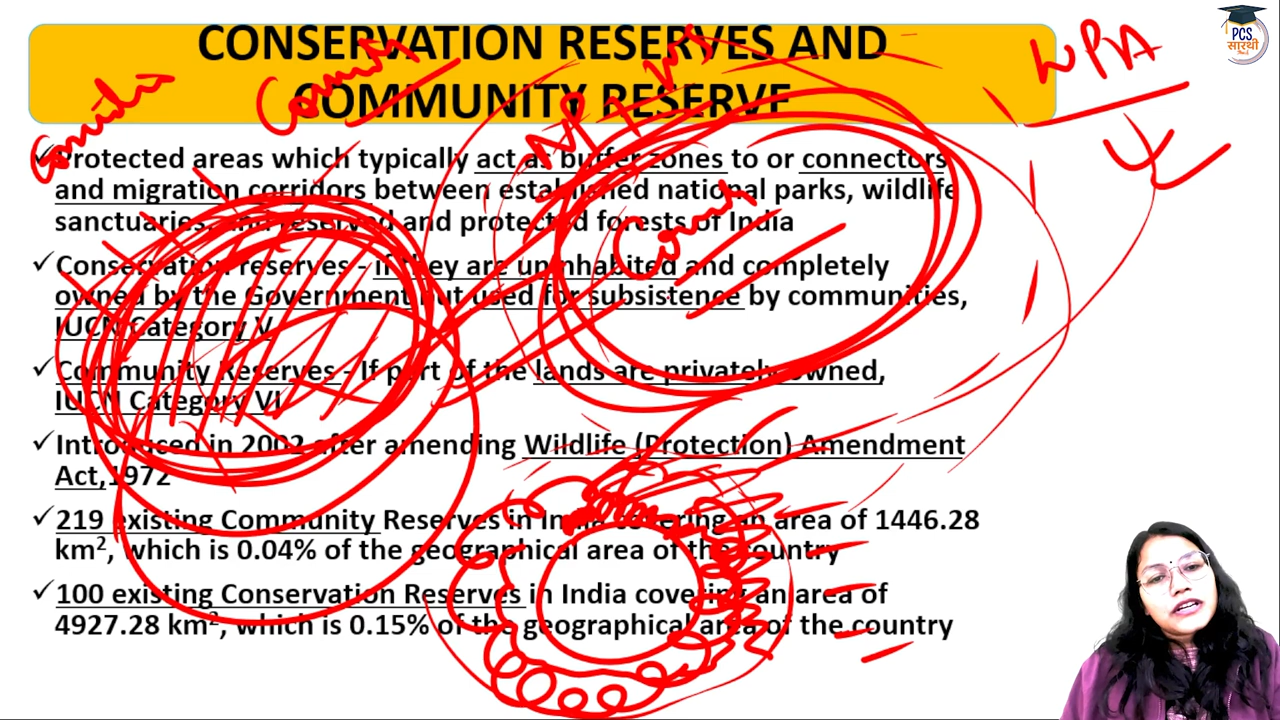 CONSERVATION RESERVES AND
COMMUNITY RESERVE
PCS
सारथी
WPA
NP + WS
✓ Protected areas which typically act as buffer zones to or connectors
and migration corridors between established national parks, wildlife
sanctuaries, and reserved and protected forests of India
✓ Conservation reserves - if they are uninhabited and completely
owned by the Government but used for subsistence by communities,
IUCN Category V
✓ Community Reserves - If part of the lands are privately owned,
IUCN Category VI
✓ Introduced in 2002 after amending Wildlife (Protection) Amendment
Act,1972
✓ 219 existing Community Reserves in India covering an area of 1446.28
km², which is 0.04% of the geographical area of the country
✓ 100 existing Conservation Reserves in India covering an area of
4927.28 km², which is 0.15% of the geographical area of the country